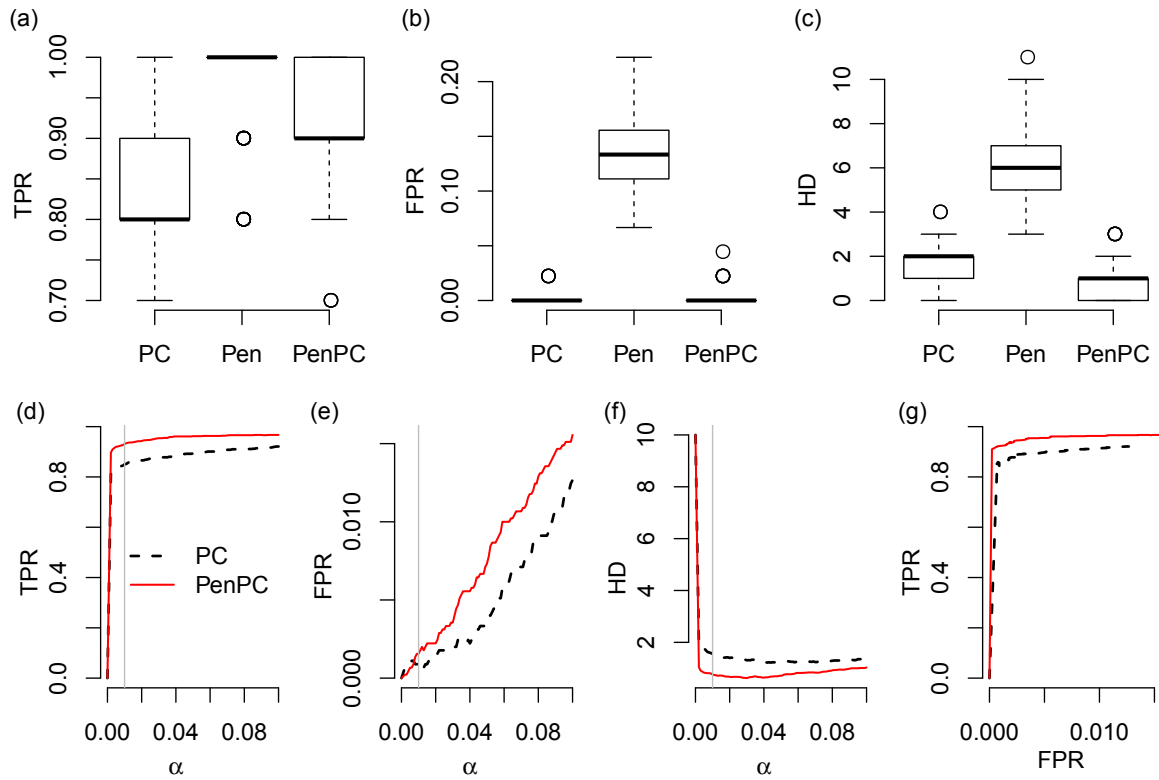 (a)
TPR
0.70 0.80 0.90 1.00
PC Pen PenPC
(b)
FPR
0.00 0.10 0.20
PC Pen PenPC
(c)
HD
0 2 4 6 8 10
PC Pen PenPC
(d)
TPR
0.0 0.4 0.8
PC
PenPC
0.00 0.04 0.08
α
(e)
FPR
0.000 0.010
0.00 0.04 0.08
α
(f)
HD
2 4 6 8 10
0.00 0.04 0.08
α
(g)
TPR
0.0 0.4 0.8
0.000 0.010
FPR